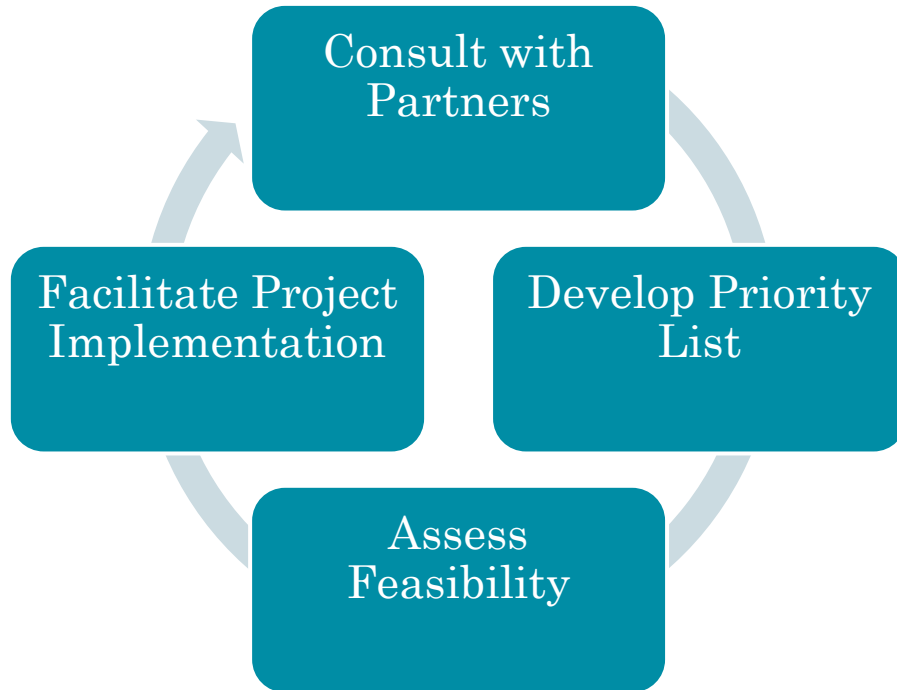 Consult with
Partners
Develop Priority
List
Assess
Feasibility
Facilitate Project
Implementation